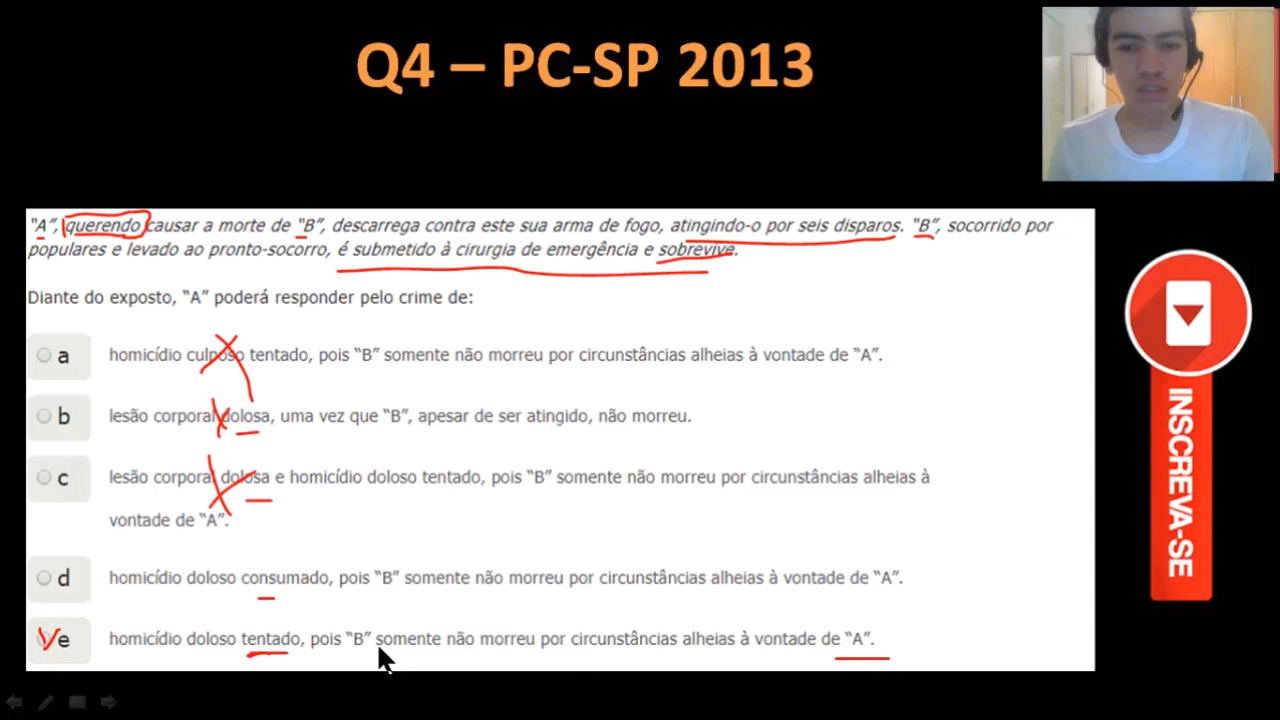 Q4 – PC-SP 2013
“A”, querendo causar a morte de “B”, descarrega contra este sua arma de fogo, atingindo-o por seis disparos. “B”, socorrido por
populares e levado ao pronto-socorro, é submetido à cirurgia de emergência e sobrevive.
Diante do exposto, “A” poderá responder pelo crime de:
a homicídio culposo tentado, pois “B” somente não morreu por circunstâncias alheias à vontade de “A”.
b lesão corporal dolosa, uma vez que “B”, apesar de ser atingido, não morreu.
c lesão corporal dolosa e homicídio doloso tentado, pois “B” somente não morreu por circunstâncias alheias à
vontade de “A”.
d homicídio doloso consumado, pois “B” somente não morreu por circunstâncias alheias à vontade de “A”.
e homicídio doloso tentado, pois “B” somente não morreu por circunstâncias alheias à vontade de “A”.
INSCREVA-SE